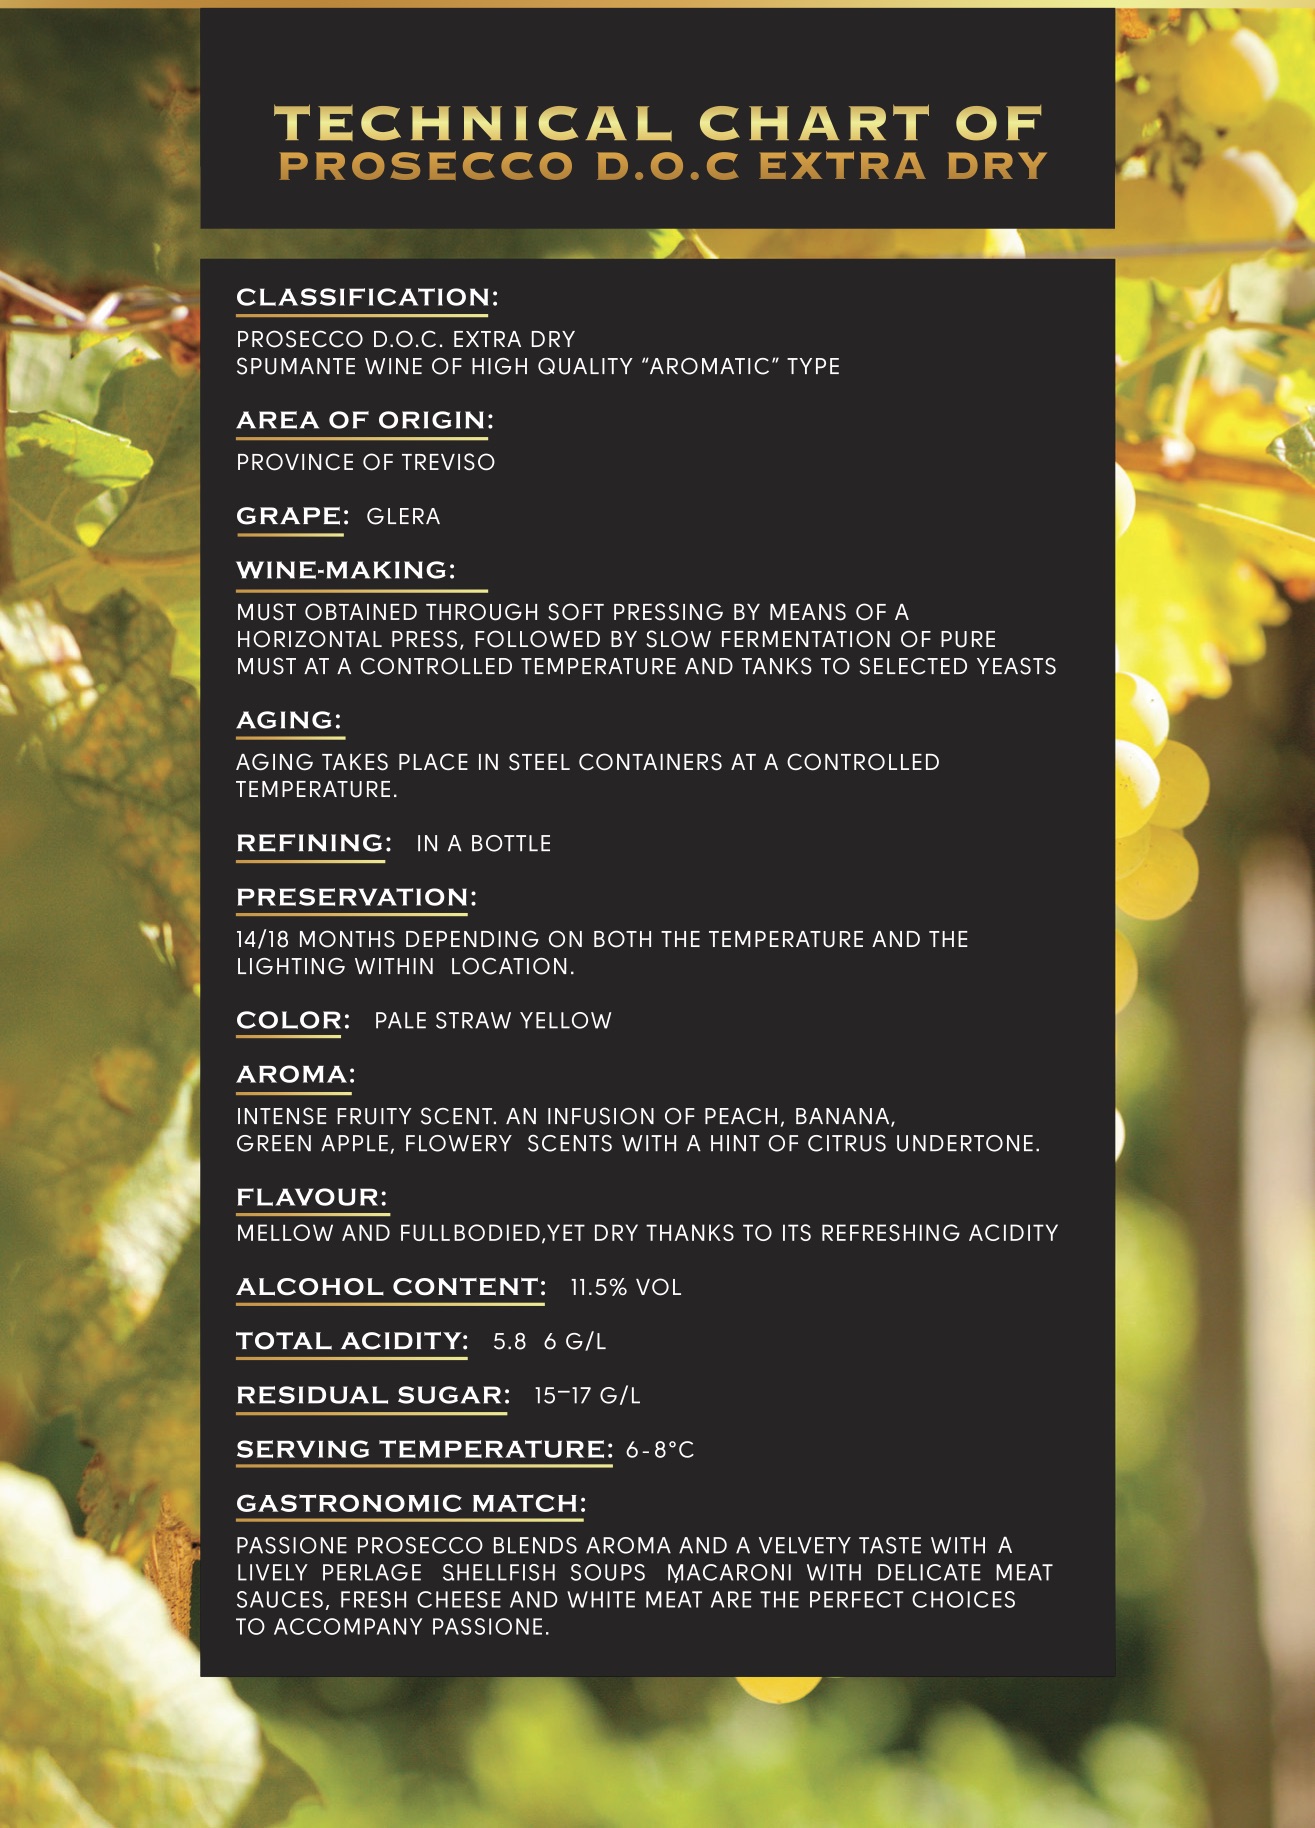 TECHNICAL CHART OF
PROSECCO D.O.C EXTRA DRY
CLASSIFICATION:
PROSECCO D.O.C. EXTRA DRY
SPUMANTE WINE OF HIGH QUALITY “AROMATIC” TYPE
AREA OF ORIGIN:
PROVINCE OF TREVISO
GRAPE: GLERA
WINE-MAKING:
MUST OBTAINED THROUGH SOFT PRESSING BY MEANS OF A
HORIZONTAL PRESS, FOLLOWED BY SLOW FERMENTATION OF PURE
MUST AT A CONTROLLED TEMPERATURE AND TANKS TO SELECTED YEASTS
AGING:
AGING TAKES PLACE IN STEEL CONTAINERS AT A CONTROLLED
TEMPERATURE.
REFINING: IN A BOTTLE
PRESERVATION:
14/18 MONTHS DEPENDING ON BOTH THE TEMPERATURE AND THE
LIGHTING WITHIN LOCATION.
COLOR: PALE STRAW YELLOW
AROMA:
INTENSE FRUITY SCENT. AN INFUSION OF PEACH, BANANA,
GREEN APPLE, FLOWERY SCENTS WITH A HINT OF CITRUS UNDERTONE.
FLAVOUR:
MELLOW AND FULLBODIED,YET DRY THANKS TO ITS REFRESHING ACIDITY
ALCOHOL CONTENT: 11.5% VOL
TOTAL ACIDITY: 5.8 6 G/L
RESIDUAL SUGAR: 15–17 G/L
SERVING TEMPERATURE: 6-8°C
GASTRONOMIC MATCH:
PASSIONE PROSECCO BLENDS AROMA AND A VELVETY TASTE WITH A
LIVELY PERLAGE SHELLFISH SOUPS MACARONI WITH DELICATE MEAT
SAUCES, FRESH CHEESE AND WHITE MEAT ARE THE PERFECT CHOICES
TO ACCOMPANY PASSIONE.